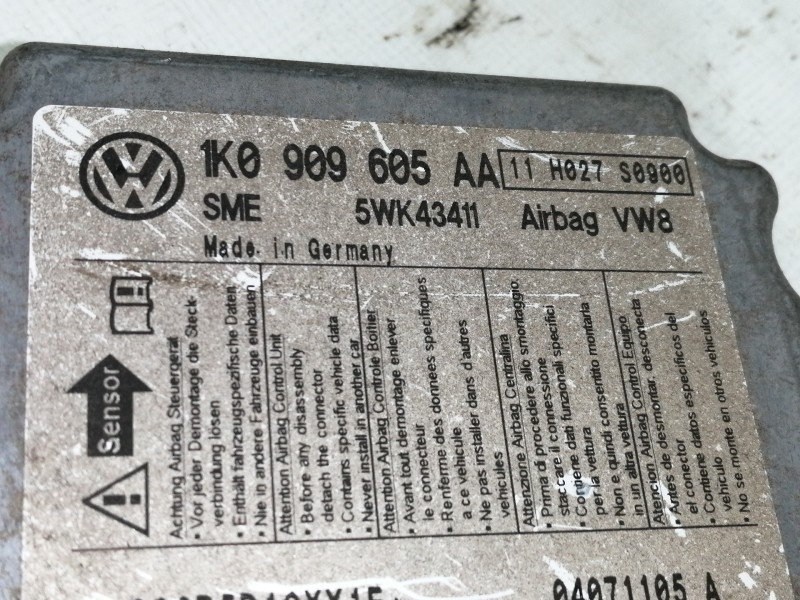 1K0 909 605 AA 11 H027 S0900
SME 5WK43411 Airbag VW8
Made in Germany
Sensor
Achtung Airbag Steuergerät
• Vor jeder Demontage die Steck-
verbindung lösen
• Enthält fahrzeugspezifische Daten
• Nie in andere Fahrzeuge einbauen
Attention Airbag Control Unit
• Before any disassembly
detach the connector
• Contains specific vehicle data
• Never install in another car
Attention Airbag Controle Boitier
• Avant tout demontage enlever
le connecteur
• Renferme des données spécifiques
a ce véhicule
• Ne pas installer dans d'autres
véhicules
Attenzione Airbag Centralina
• Prima di procedere allo smontaggio,
staccare il connessione
• Contiene dati funzionali specifici
per la vettura
• Non e quindi consentito montarla
in un altra vettura
Atencion Airbag Control Equipo
• Antes de desmontar, desconecta
el conector
• Contiene datos especificos del
vehiculo
• No se monte en otros vehiculos
04071105 A